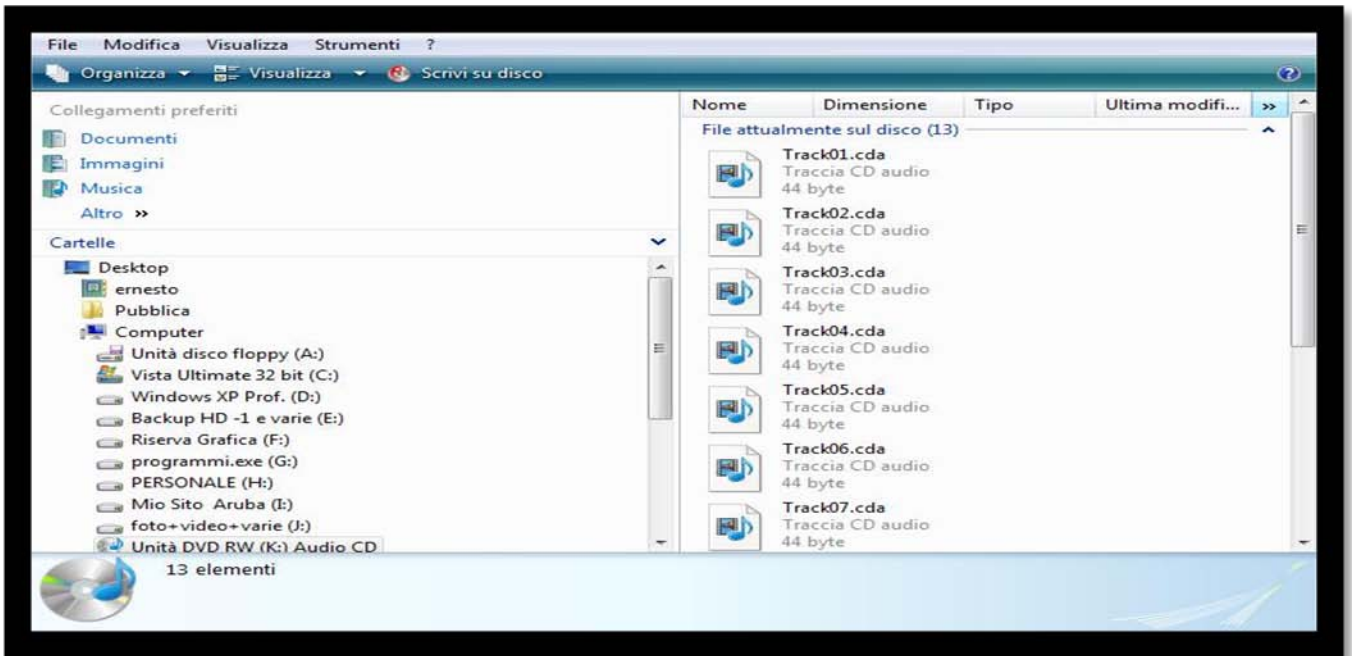 File Modifica Visualizza Strumenti ?
Organizza Visualizza Scrivi su disco
Collegamenti preferiti
Documenti
Immagini
Musica
Altro »
Cartelle
Desktop
ernesto
Pubblica
Computer
Unità disco floppy (A:)
Vista Ultimate 32 bit (C:)
Windows XP Prof. (D:)
Backup HD -1 e varie (E:)
Riserva Grafica (F:)
programmi.exe (G:)
PERSONALE (H:)
Mio Sito Aruba (I:)
foto+video+varie (J:)
Unità DVD RW (K:) Audio CD
Nome Dimensione Tipo Ultima modifi... »
File attualmente sul disco (13)
Track01.cda
Traccia CD audio
44 byte
Track02.cda
Traccia CD audio
44 byte
Track03.cda
Traccia CD audio
44 byte
Track04.cda
Traccia CD audio
44 byte
Track05.cda
Traccia CD audio
44 byte
Track06.cda
Traccia CD audio
44 byte
Track07.cda
Traccia CD audio
44 byte
13 elementi